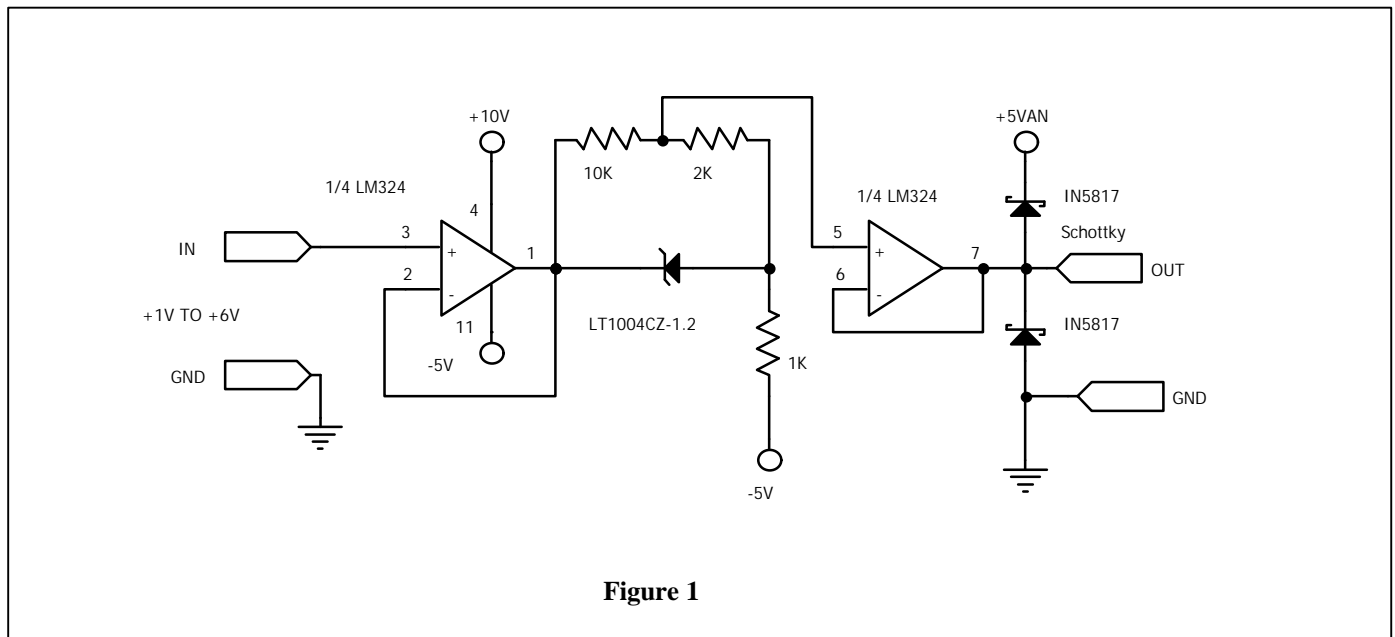 +10V
+5VAN
10K
2K
1/4 LM324
1/4 LM324
IN5817
4
3
5
Schottky
IN
+
1
+
7
2
6
OUT
-
-
+1V TO +6V
11
LT1004CZ-1.2
IN5817
-5V
1K
GND
GND
-5V
Figure 1